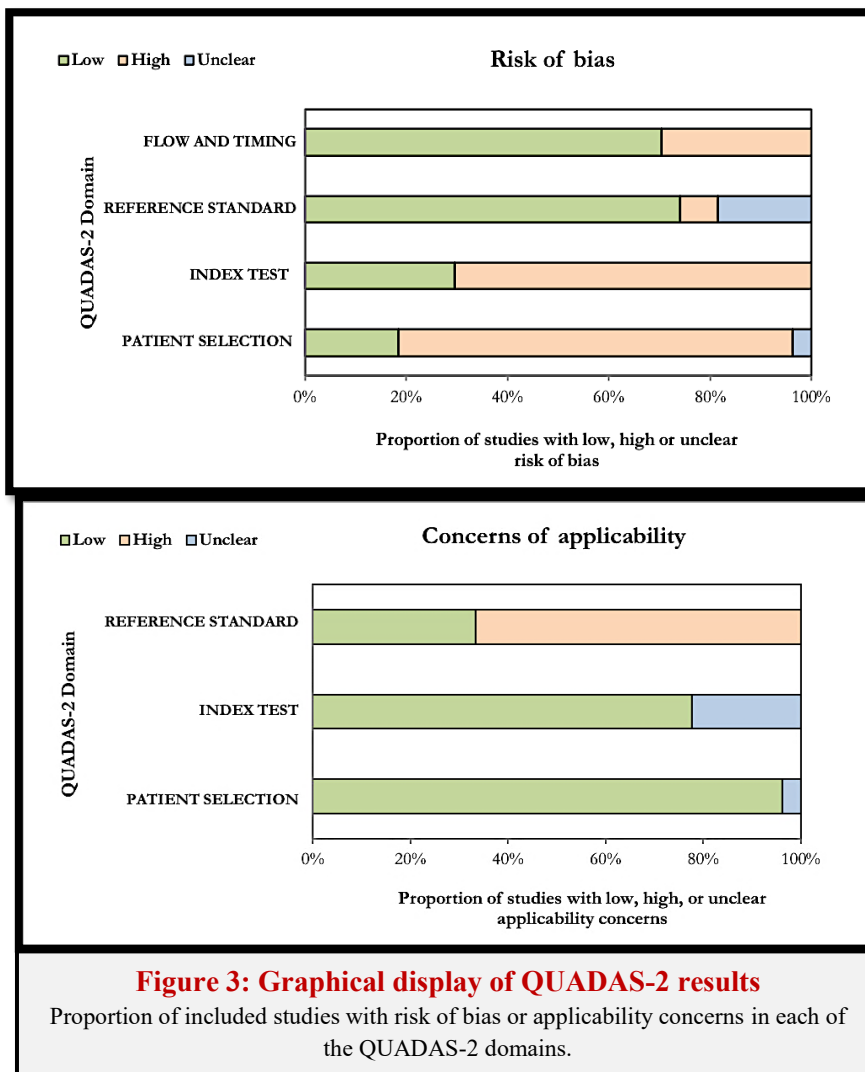 Low High Unclear
Risk of bias
QUADAS-2 Domain
FLOW AND TIMING
REFERENCE STANDARD
INDEX TEST
PATIENT SELECTION
0% 20% 40% 60% 80% 100%
Proportion of studies with low, high or unclear
risk of bias
Low High Unclear
Concerns of applicability
QUADAS-2 Domain
REFERENCE STANDARD
INDEX TEST
PATIENT SELECTION
0% 20% 40% 60% 80% 100%
Proportion of studies with low, high, or unclear
applicability concerns
Figure 3: Graphical display of QUADAS-2 results
Proportion of included studies with risk of bias or applicability concerns in each of
the QUADAS-2 domains.